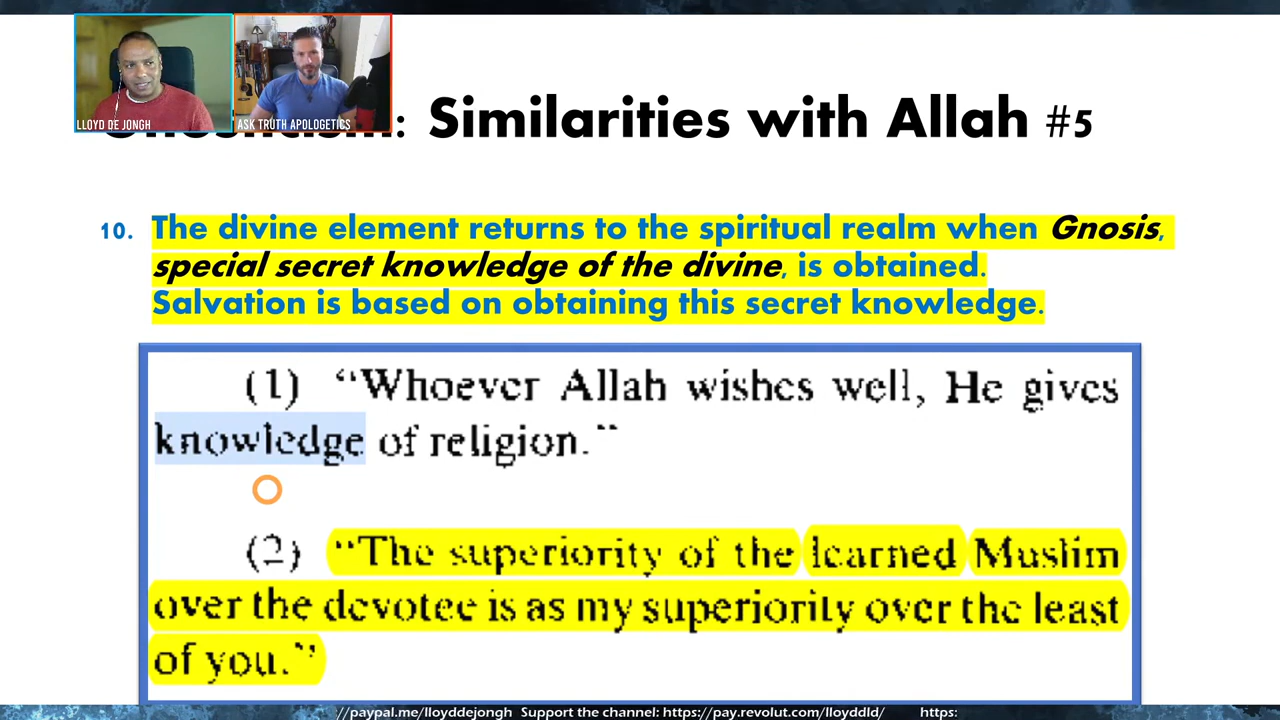 LLOYD DE JONGH
ASK TRUTH APOLOGETICS
: Similarities with Allah #5
10. The divine element returns to the spiritual realm when Gnosis,
special secret knowledge of the divine, is obtained.
Salvation is based on obtaining this secret knowledge.
(1) “Whoever Allah wishes well, He gives
knowledge of religion.”
(2) “The superiority of the learned Muslim
over the devotee is as my superiority over the least
of you.”
//paypal.me/lloyddejongh Support the channel: https://pay.revolut.com/lloyddld/ https: